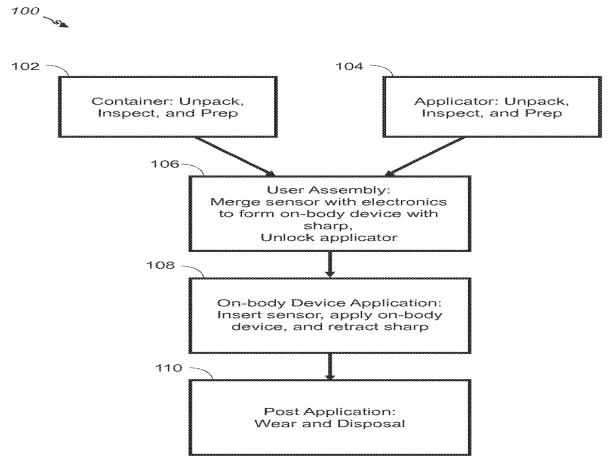 100
102
104
Container: Unpack,
Inspect, and Prep
Applicator: Unpack,
Inspect, and Prep
106
User Assembly:
Merge sensor with electronics
to form on-body device with
sharp,
Unlock applicator
108
On-body Device Application:
Insert sensor, apply on-body
device, and retract sharp
110
Post Application:
Wear and Disposal